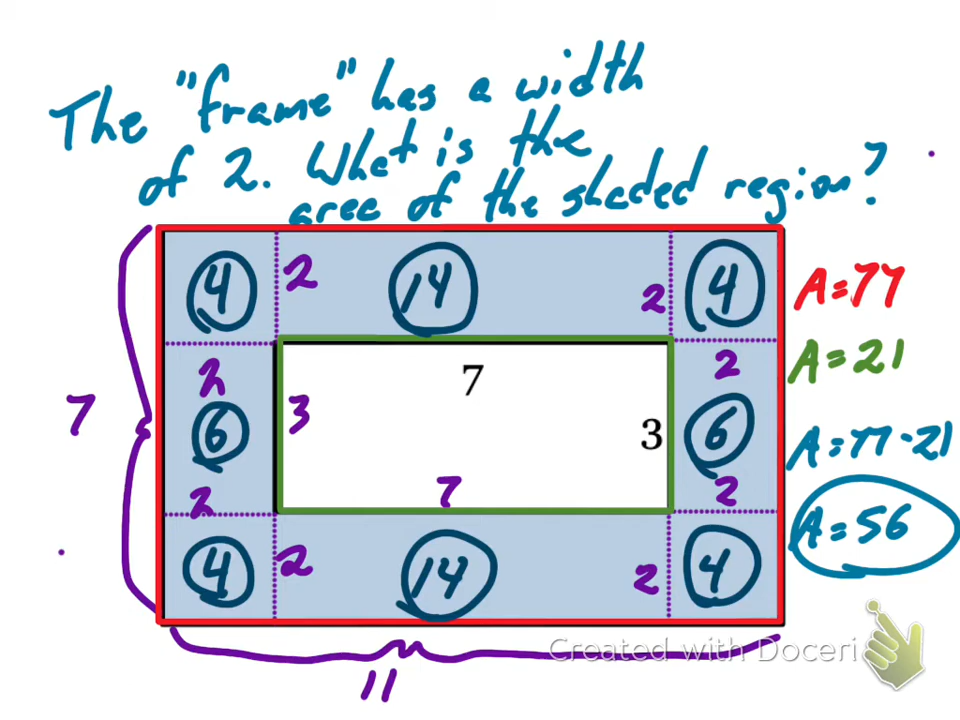 The "frame" has a width
of 2. What is the
area of the shaded region?
4 2 14 2 4
A=77
2 7 2
A=21
7 6 3 3 6
A=77-21
2 7 2
A=56
4 2 14 2 4
Created with Doceri
11